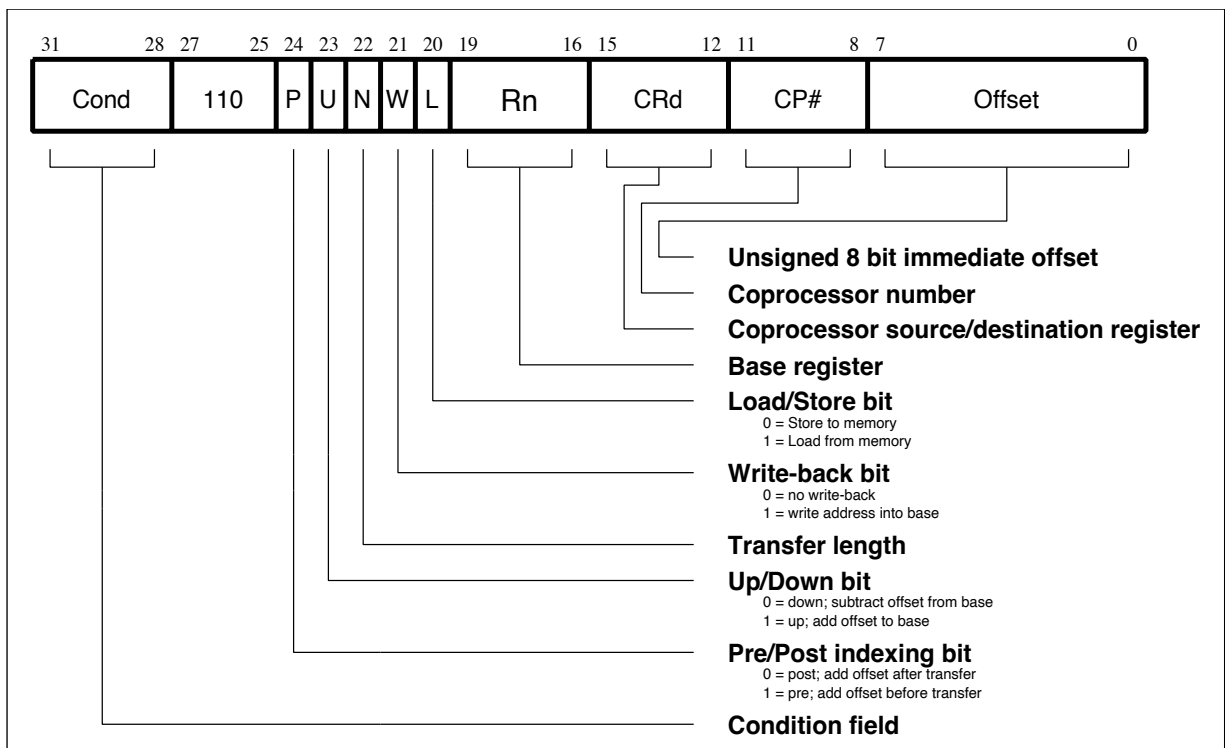 31 28 27 25 24 23 22 21 20 19 16 15 12 11 8 7 0
Cond 110 P U N W L Rn CRd CP# Offset
Unsigned 8 bit immediate offset
Coprocessor number
Coprocessor source/destination register
Base register
Load/Store bit
0 = Store to memory
1 = Load from memory
Write-back bit
0 = no write-back
1 = write address into base
Transfer length
Up/Down bit
0 = down; subtract offset from base
1 = up; add offset to base
Pre/Post indexing bit
0 = post; add offset after transfer
1 = pre; add offset before transfer
Condition field